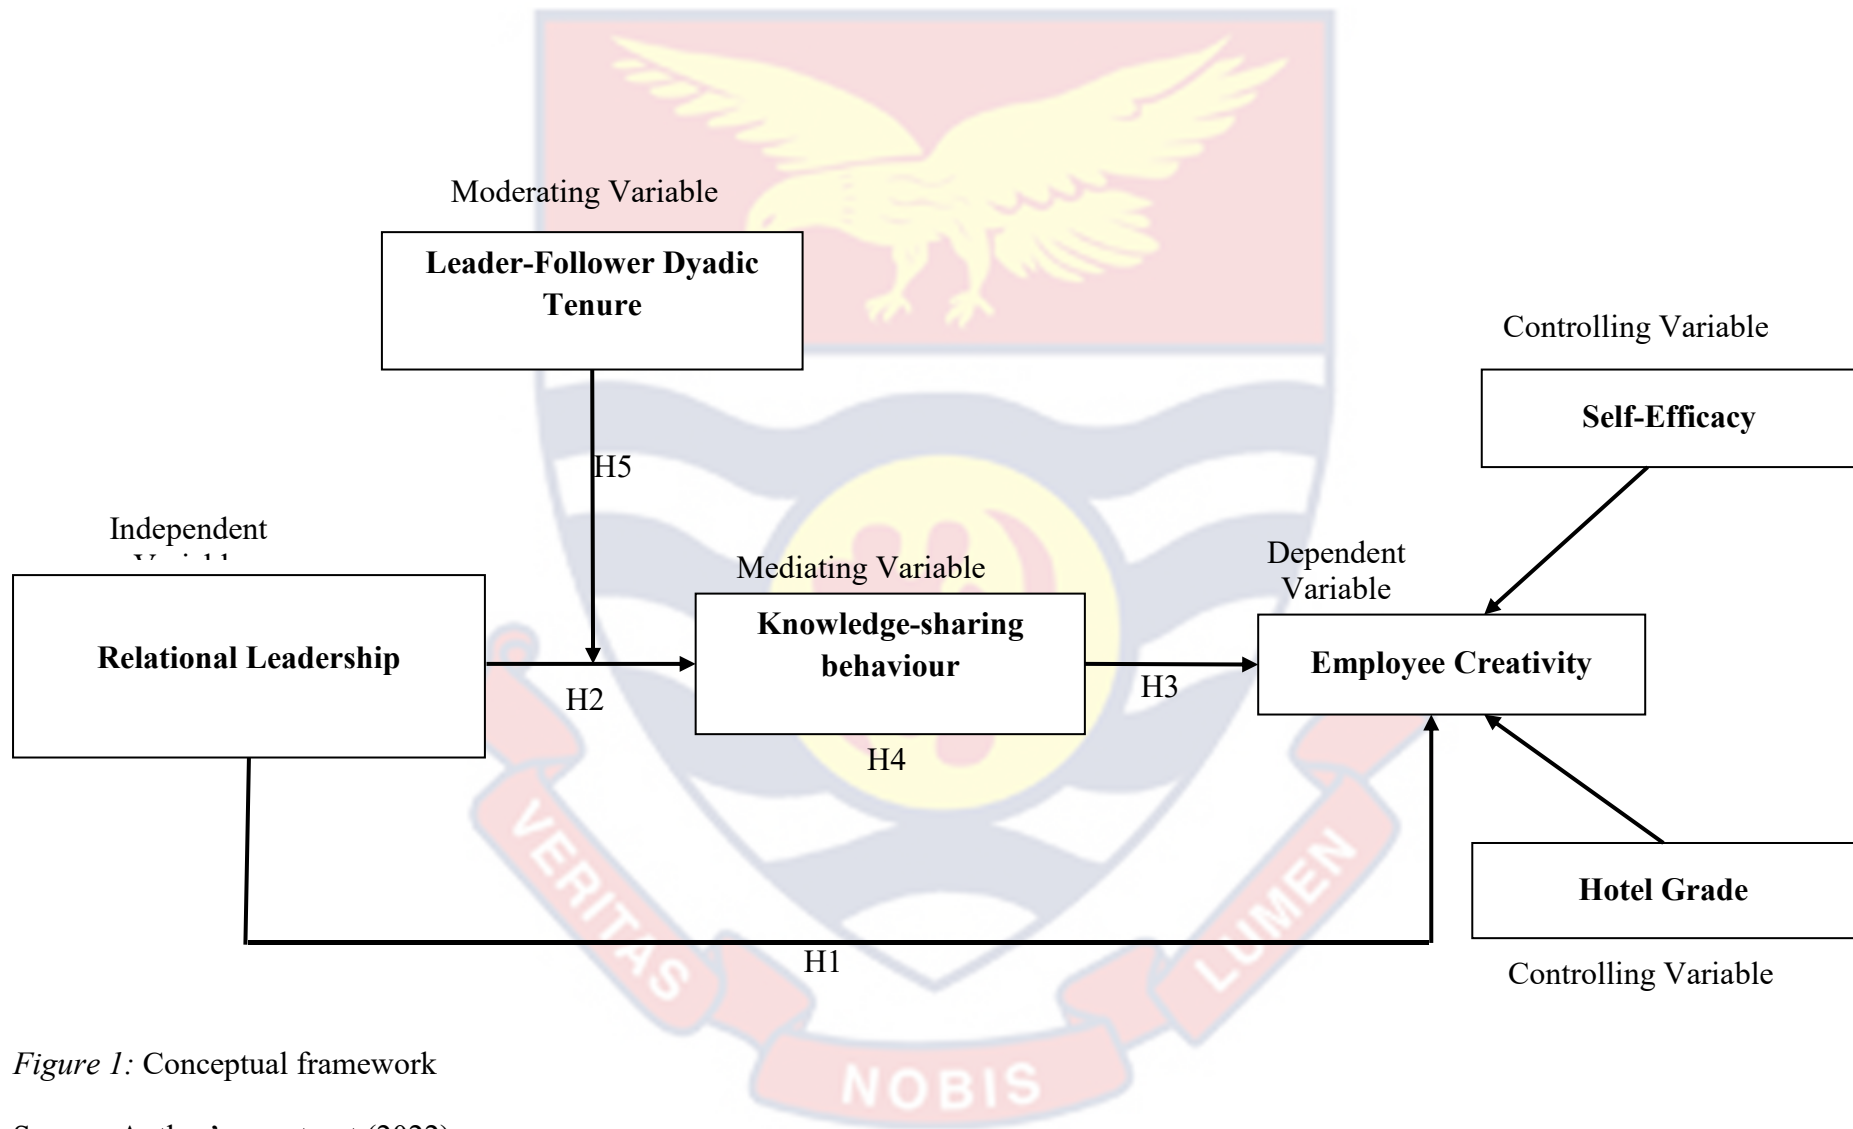 Moderating Variable
Leader-Follower Dyadic
Tenure
Controlling Variable
Self-Efficacy
H5
Independent
Relational Leadership
H2
Mediating Variable
Knowledge-sharing
behaviour
H4
H3
Dependent
Variable
Employee Creativity
Hotel Grade
Controlling Variable
H1
VERITAS
NOBIS
LUMEN
Figure 1: Conceptual framework